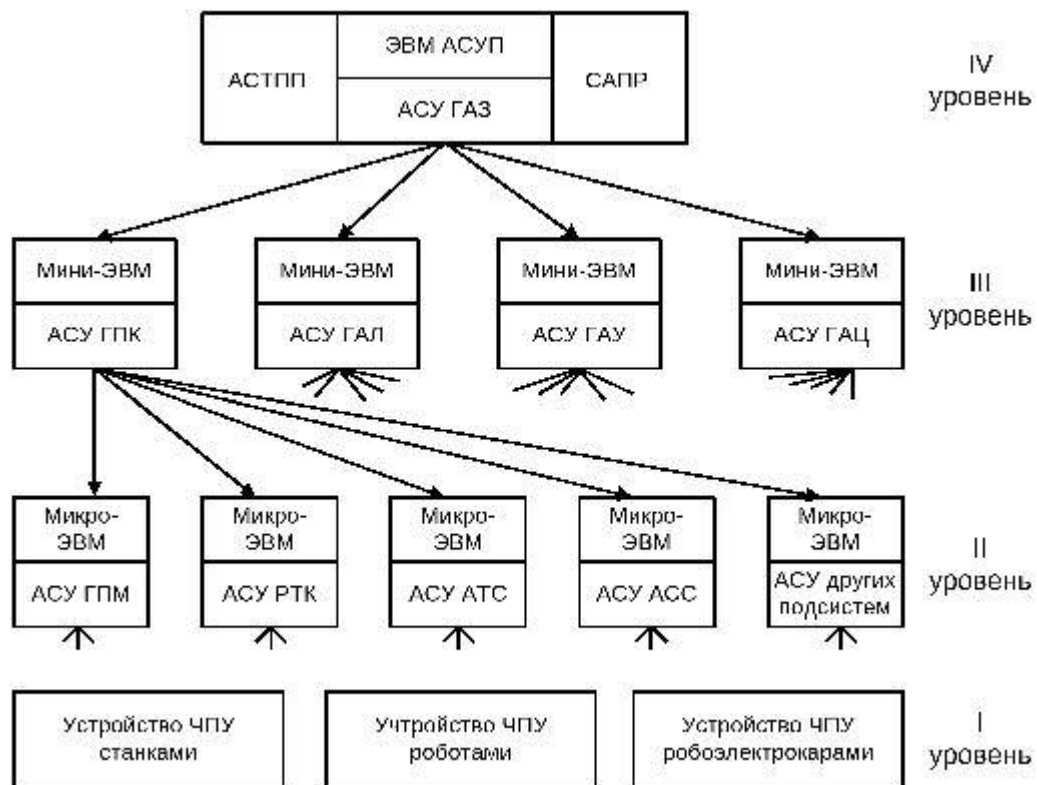 АСТПП
ЭВМ АСУП
АСУ ГАЗ
САПР
IV
уровень
Мини-ЭВМ
АСУ ГПК
Мини-ЭВМ
АСУ ГАЛ
Мини-ЭВМ
АСУ ГАУ
Мини-ЭВМ
АСУ ГАЦ
III
уровень
Микро-
ЭВМ
АСУ ГПМ
Микро-
ЭВМ
АСУ РТК
Микро-
ЭВМ
АСУ АТС
Микро-
ЭВМ
АСУ АСС
Микро-
ЭВМ
АСУ других
подсистем
II
уровень
Устройство ЧПУ
станками
Учтройство ЧПУ
роботами
Устройство ЧПУ
робоэлектрокарами
I
уровень